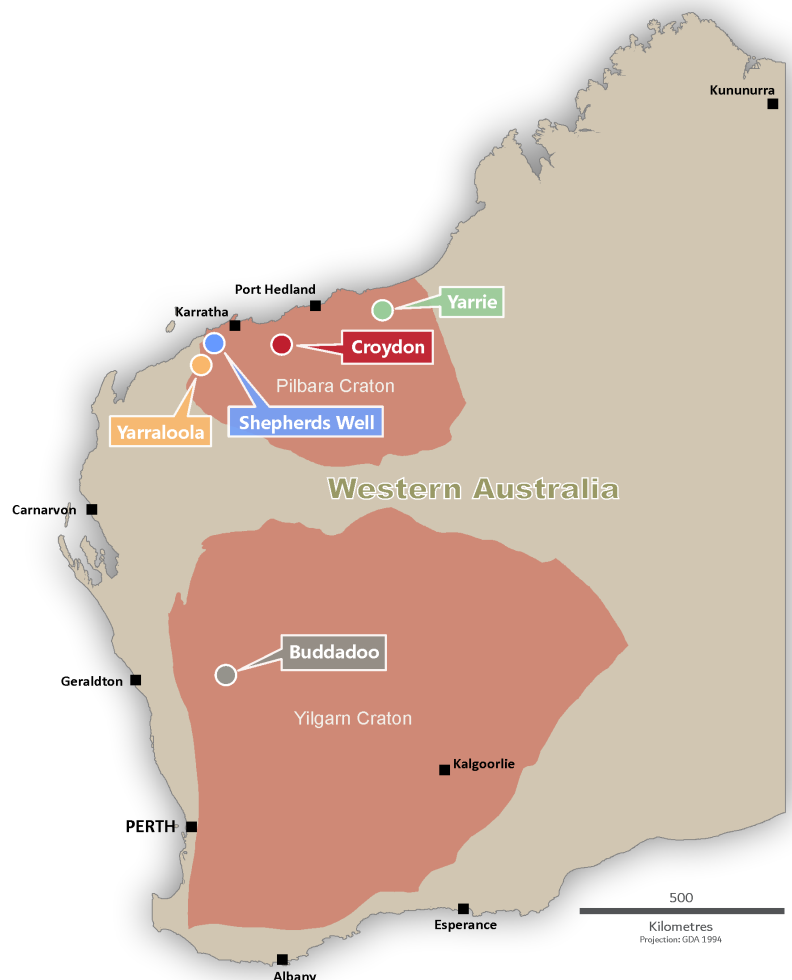 Kununurra
Port Hedland
Karratha
Yarrie
Croydon
Pilbara Craton
Shepherds Well
Yarraloola
Western Australia
Carnarvon
Buddadoo
Geraldton
Yilgarn Craton
Kalgoorlie
PERTH
500
Kilometres
Projection: GDA 1994
Esperance
Albany